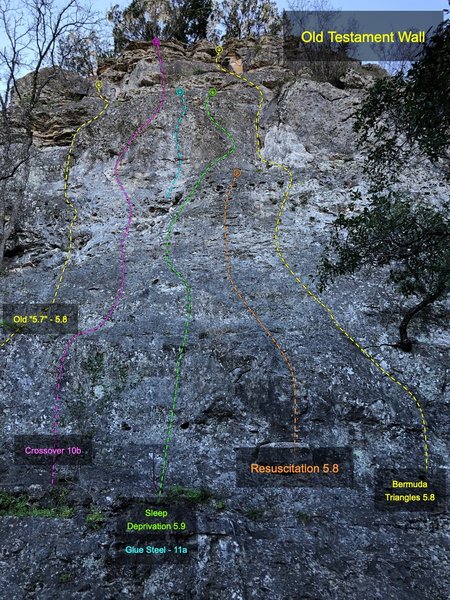 Old Testament Wall
Old "5.7" - 5.8
Crossover 10b
Resuscitation 5.8
Bermuda
Triangles 5.8
Sleep
Deprivation 5.9
Glue Steel - 11a